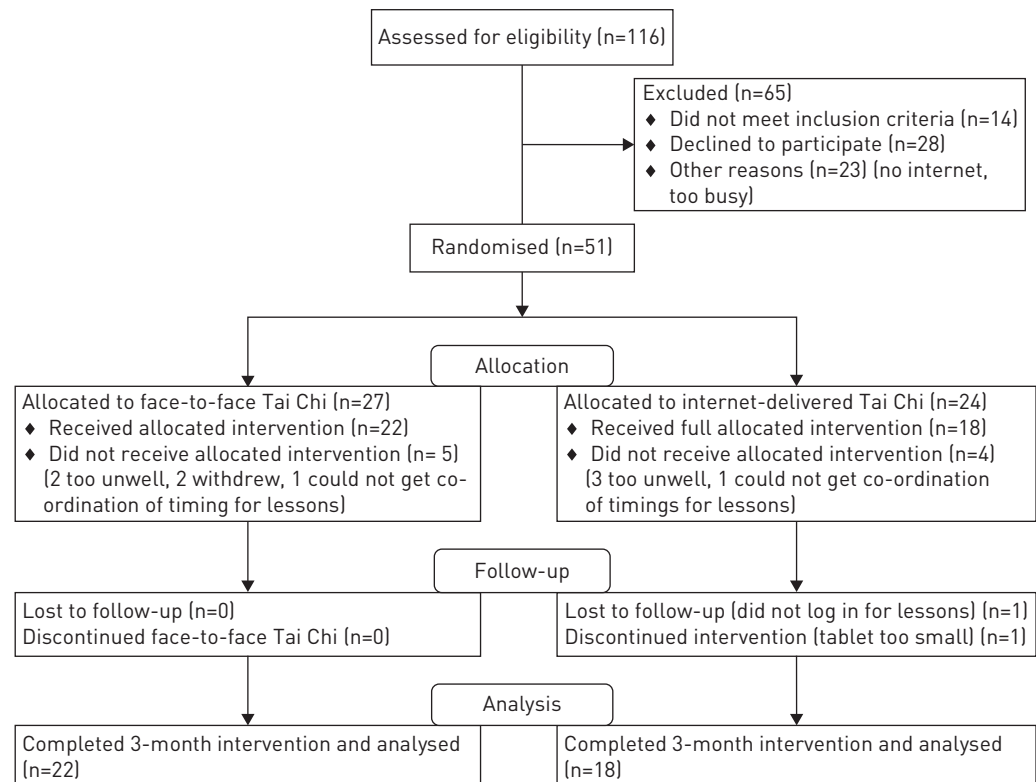 Assessed for eligibility (n=116)
Excluded (n=65)
♦ Did not meet inclusion criteria (n=14)
♦ Declined to participate (n=28)
♦ Other reasons (n=23) (no internet,
too busy)
Randomised (n=51)
Allocation
Allocated to face-to-face Tai Chi (n=27)
♦ Received allocated intervention (n=22)
♦ Did not receive allocated intervention (n= 5)
(2 too unwell, 2 withdrew, 1 could not get co-
ordination of timing for lessons)
Allocated to internet-delivered Tai Chi (n=24)
♦ Received full allocated intervention (n=18)
♦ Did not receive allocated intervention (n=4)
(3 too unwell, 1 could not get co-ordination
of timings for lessons)
Follow-up
Lost to follow-up (n=0)
Discontinued face-to-face Tai Chi (n=0)
Lost to follow-up (did not log in for lessons) (n=1)
Discontinued intervention (tablet too small) (n=1)
Analysis
Completed 3-month intervention and analysed
(n=22)
Completed 3-month intervention and analysed
(n=18)